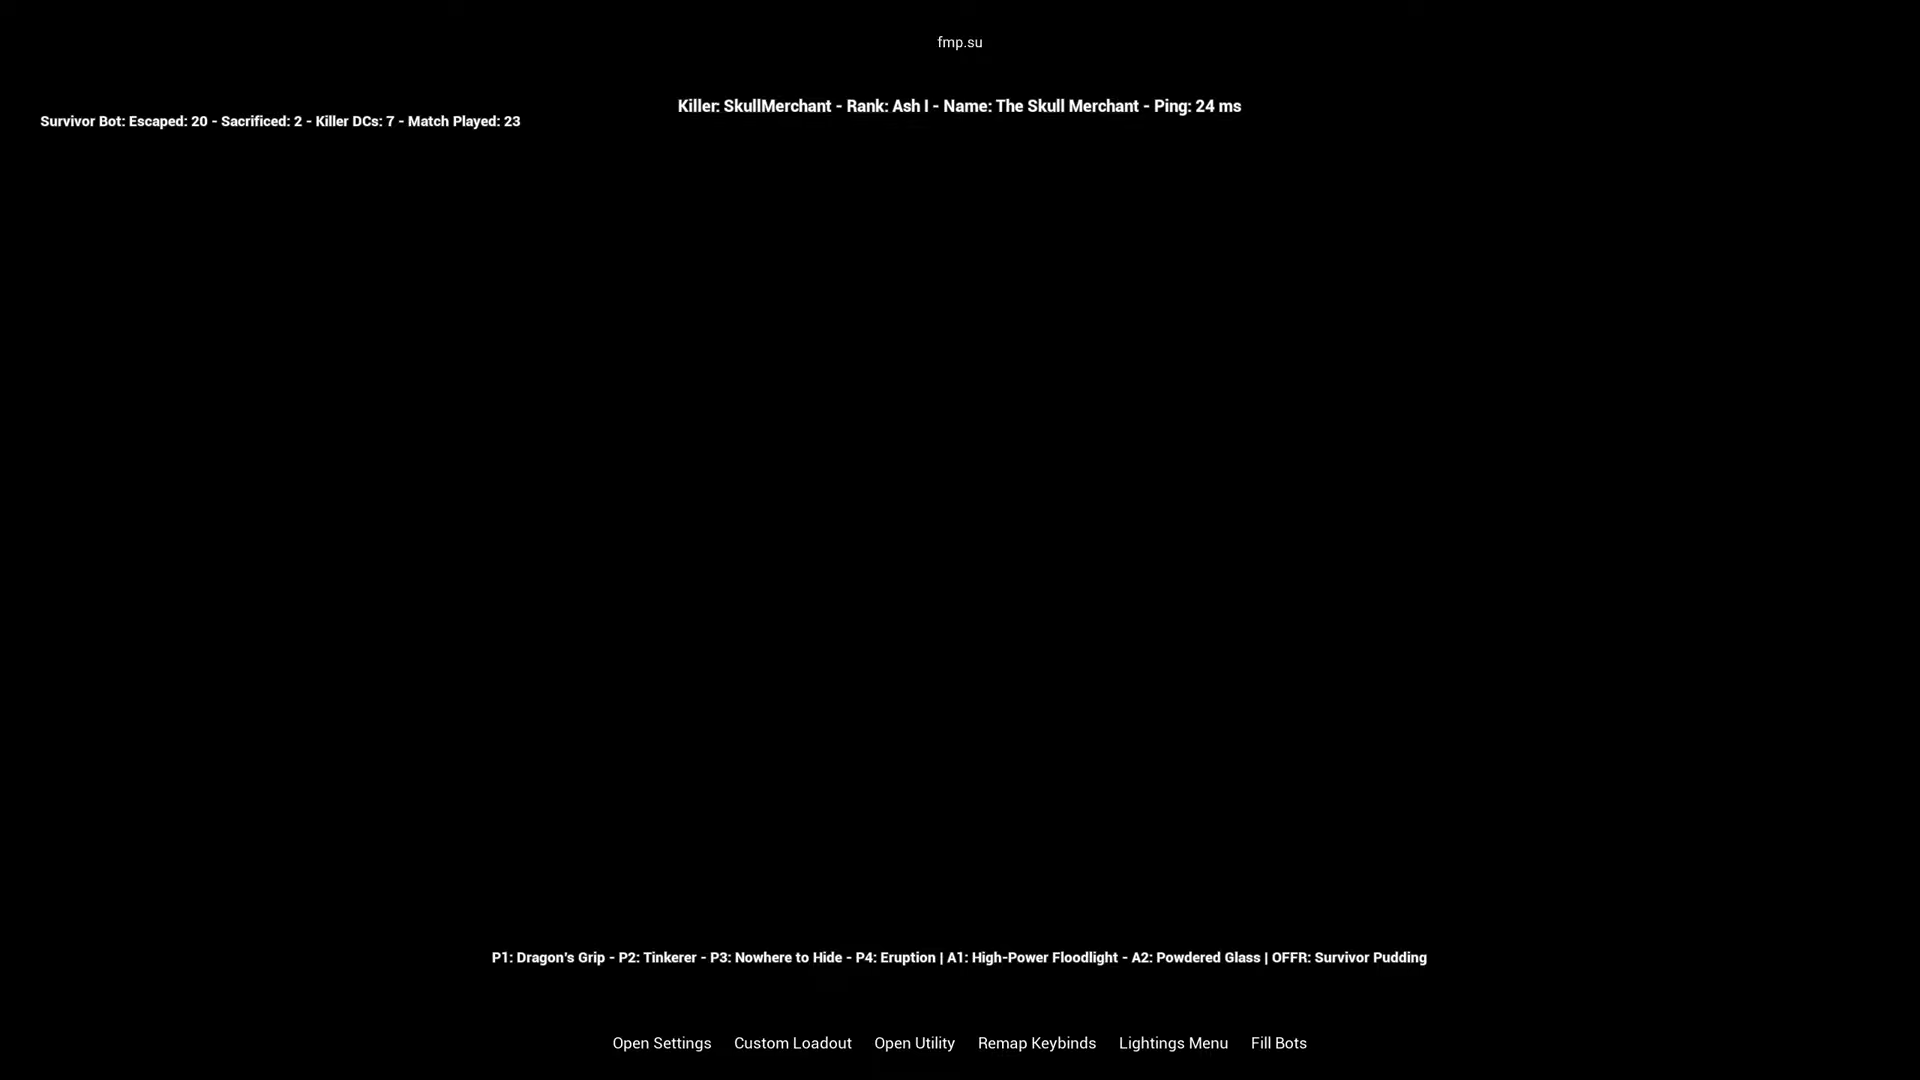 fmp.su
Killer: SkullMerchant - Rank: Ash I - Name: The Skull Merchant - Ping: 24 ms
Survivor Bot: Escaped: 20 - Sacrificed: 2 - Killer DCs: 7 - Match Played: 23
P1: Dragon's Grip - P2: Tinkerer - P3: Nowhere to Hide - P4: Eruption | A1: High-Power Floodlight - A2: Powdered Glass | OFFR: Survivor Pudding
Open Settings Custom Loadout Open Utility Remap Keybinds Lightings Menu Fill Bots